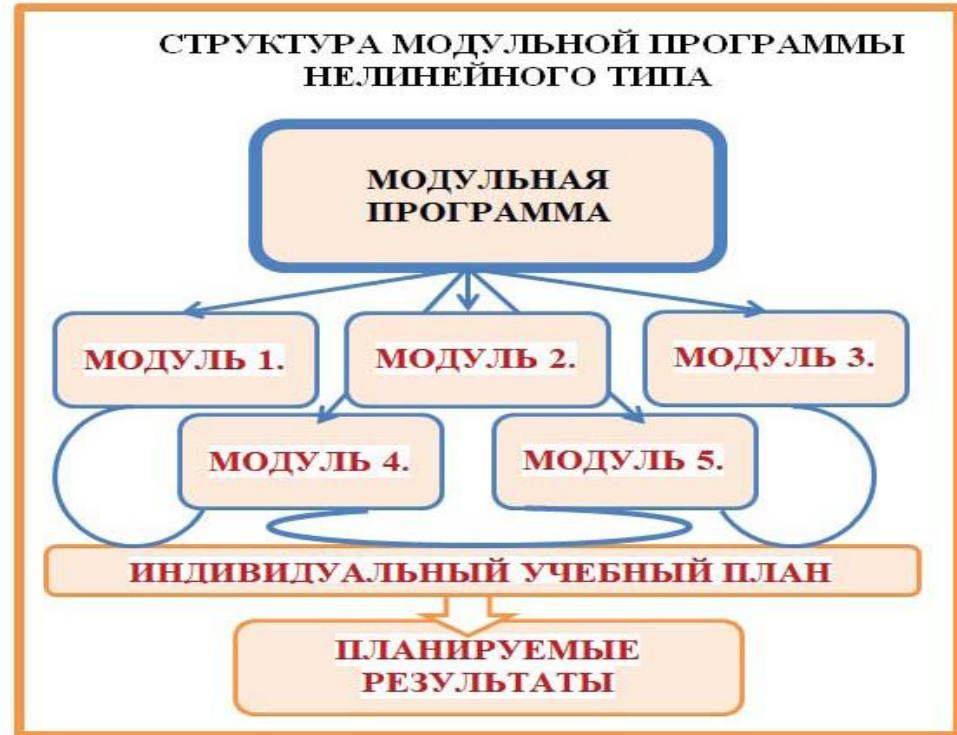 СТРУКТУРА МОДУЛЬНОЙ ПРОГРАММЫ
НЕЛИНЕЙНОГО ТИПА
МОДУЛЬНАЯ
ПРОГРАММА
МОДУЛЬ 1.
МОДУЛЬ 2.
МОДУЛЬ 3.
МОДУЛЬ 4.
МОДУЛЬ 5.
ИНДИВИДУАЛЬНЫЙ УЧЕБНЫЙ ПЛАН
ПЛАНИРУЕМЫЕ
РЕЗУЛЬТАТЫ